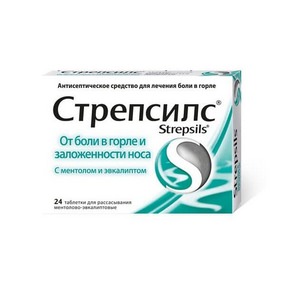 Антисептическое средство для лечения боли в горле
Стрепсилс®
Strepsils®
От боли в горле и
заложенности носа
С ментолом и эвкалиптом
24 таблетки для рассасывания
ментолово-эвкалиптовые